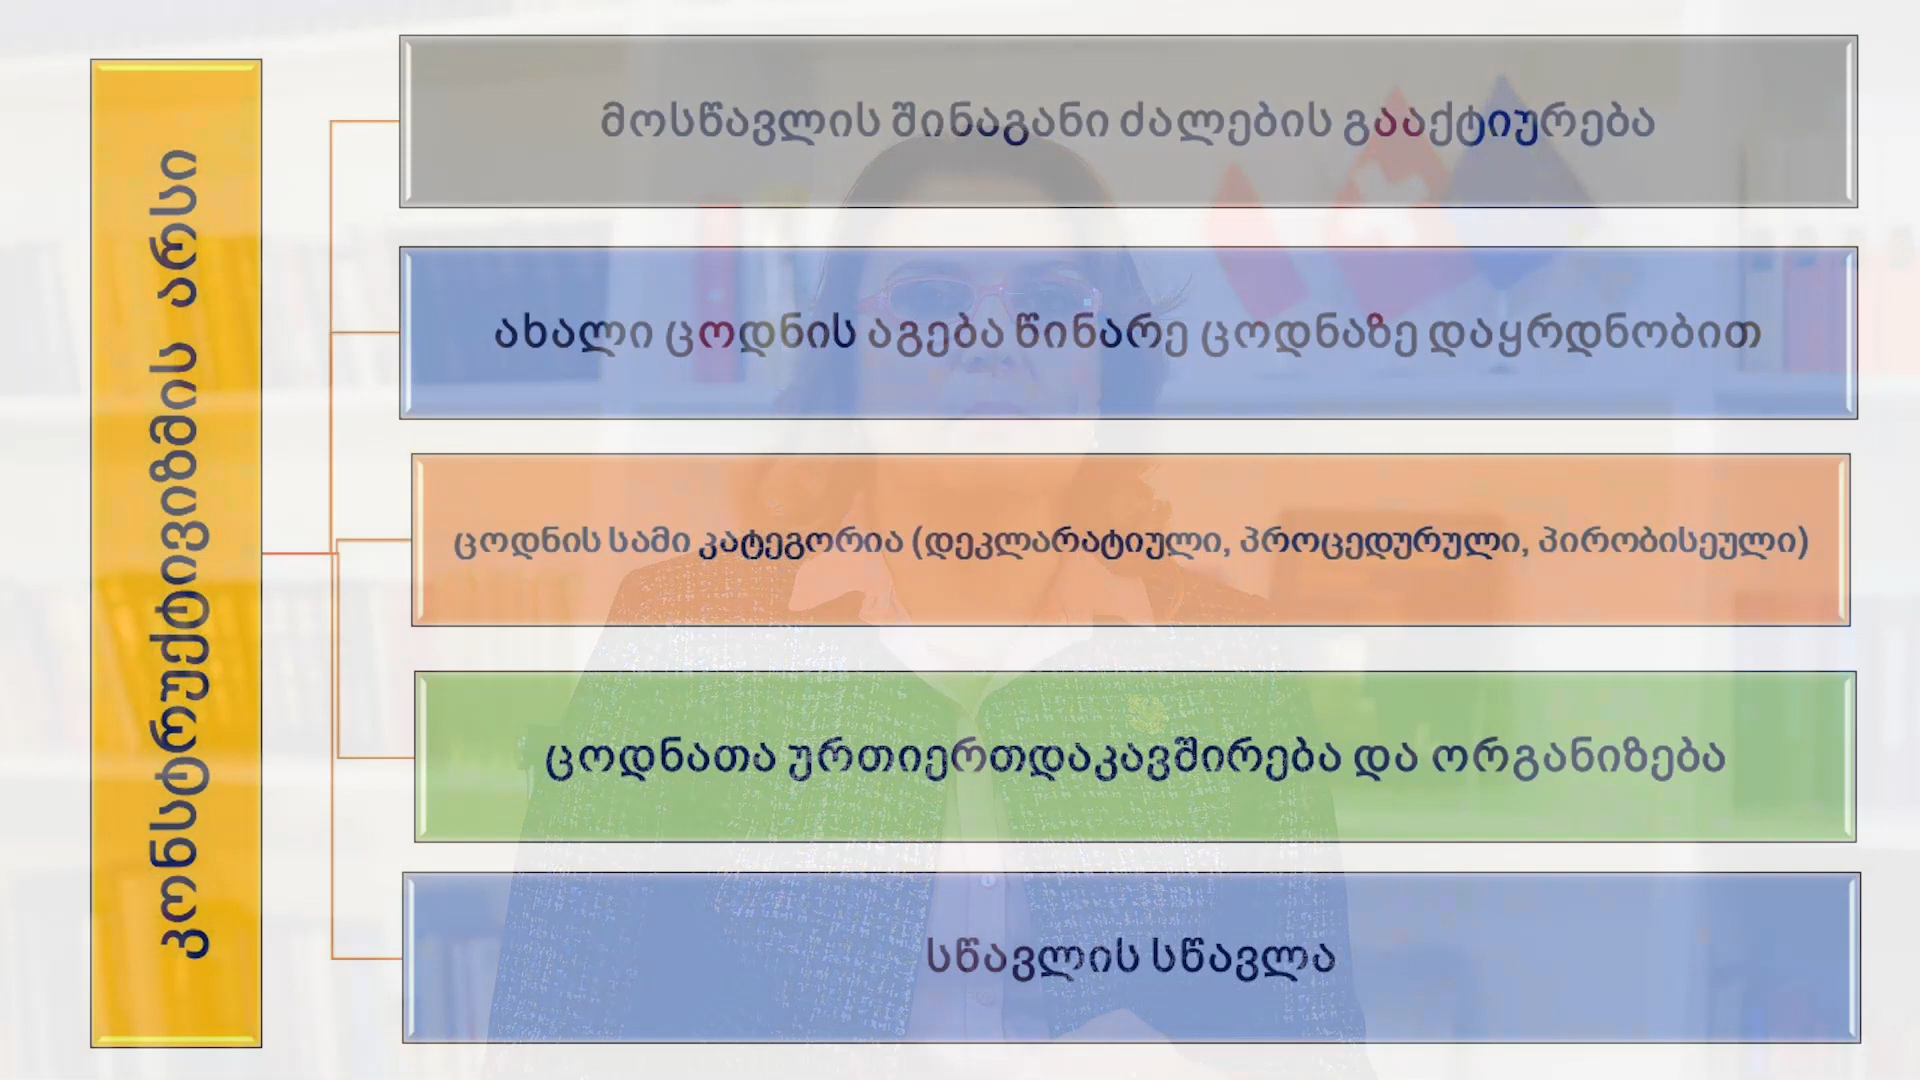 კონსტრუქტივიზმის არსი
მოსწავლის შინაგანი ძალების გააქტიურება
ახალი ცოდნის აგება წინარე ცოდნაზე დაყრდნობით
ცოდნის სამი კატეგორია (დეკლარატიული, პროცედურული, პირობისეული)
ცოდნათა ურთიერთდაკავშირება და ორგანიზება
სწავლის სწავლა